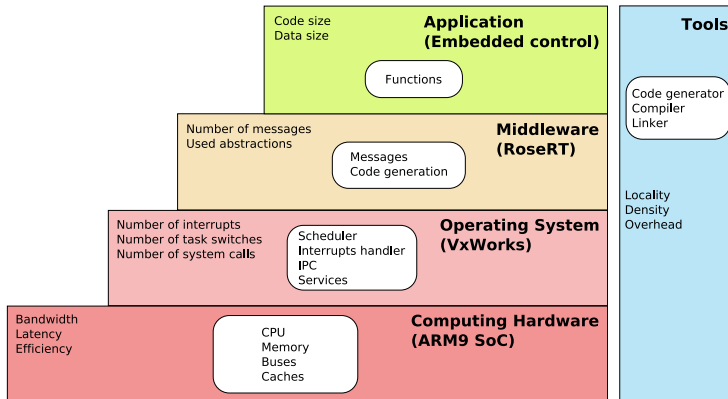 Code size
Data size
Application
(Embedded control)
Functions
Number of messages
Used abstractions
Middleware
(RoseRT)
Messages
Code generation
Number of interrupts
Number of task switches
Number of system calls
Scheduler
Interrupts handler
IPC
Services
Operating System
(VxWorks)
Bandwidth
Latency
Efficiency
CPU
Memory
Buses
Caches
Computing Hardware
(ARM9 SoC)
Tools
Code generator
Compiler
Linker
Locality
Density
Overhead